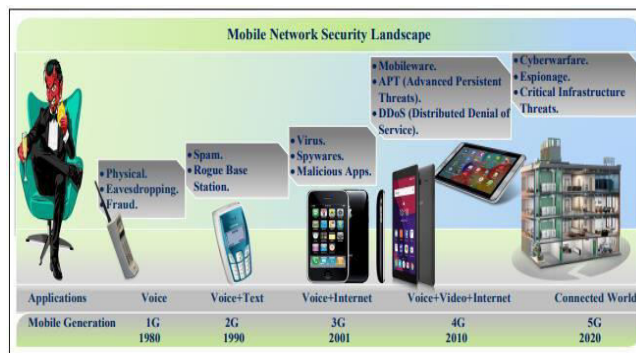 Mobile Network Security Landscape
• Physical.
• Eavesdropping.
• Fraud.
• Spam.
• Rogue Base
Station.
• Virus.
• Spywares.
• Malicious Apps.
• Mobileware.
• APT (Advanced Persistent
Threats).
• DDoS (Distributed Denial of
Service).
• Cyberwarfare.
• Espionage.
• Critical Infrastructure
Threats.
Applications Voice Voice+Text Voice+Internet Voice+Video+Internet Connected World
Mobile Generation 1G 2G 3G 4G 5G
1980 1990 2001 2010 2020